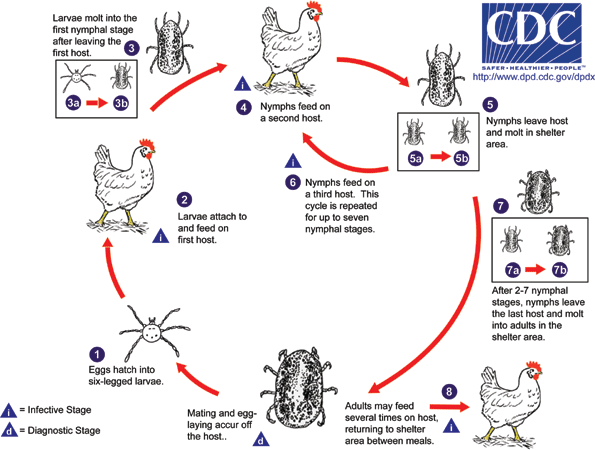 Larvae molt into the
first nymphal stage
after leaving the
first host.
3
3a
3b
i
4
Nymphs feed on
a second host.
CDC
SAFER•HEALTHIER•PEOPLE™
http://www.dpd.cdc.gov/dpdx
5
Nymphs leave host
and molt in shelter
area.
5a
5b
i
6
Nymphs feed on
a third host. This
cycle is repeated
for up to seven
nymphal stages.
2
i
Larvae attach to
and feed on
first host.
7
7a
7b
After 2-7 nymphal
stages, nymphs leave
the last host and molt
into adults in the
shelter area.
1
Eggs hatch into
six-legged larvae.
i
= Infective Stage
d
= Diagnostic Stage
Mating and egg-
laying accur off
the host..
d
Adults may feed
several times on host,
returning to shelter
area between meals.
8
i